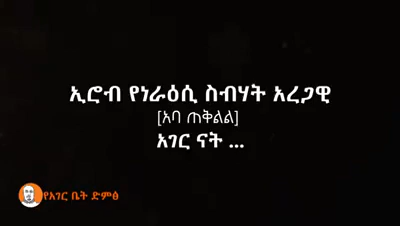 ኢሮብ የነራዕሲ ስብሃት አረጋዊ
[አባ ጠቅልል]
አገር ናት ...
የአገር ቤት ድምፅ